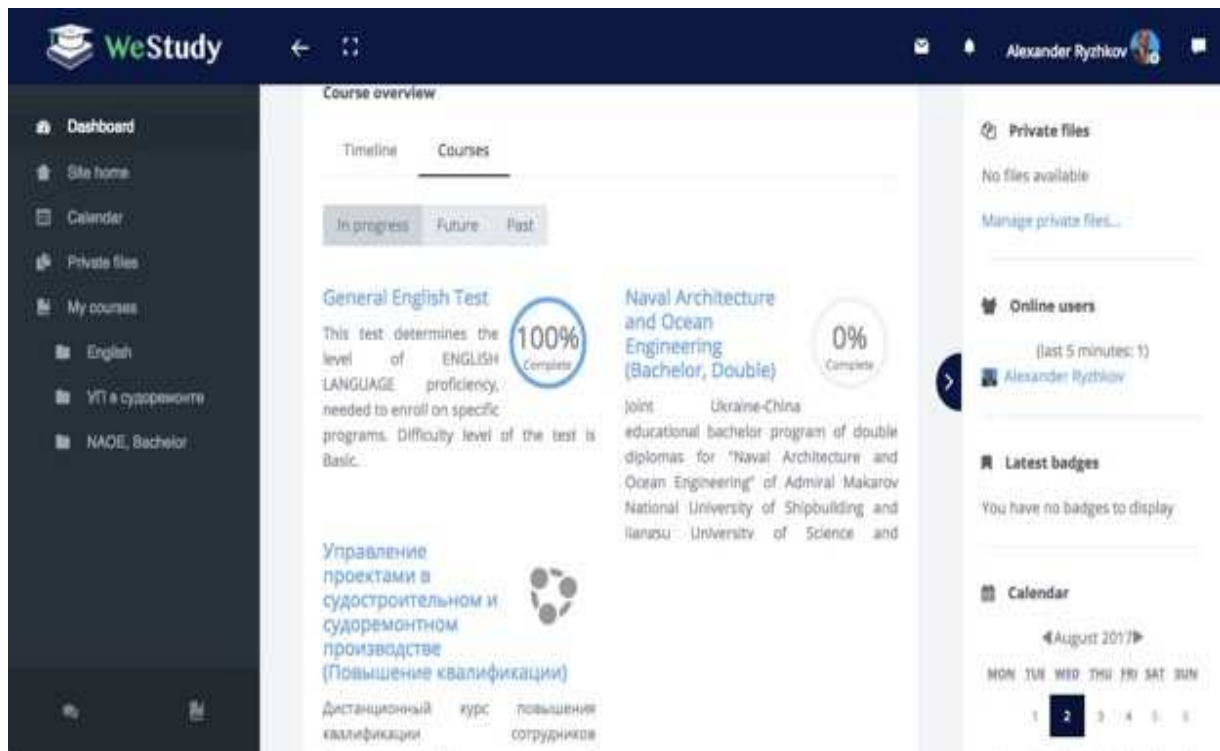 WeStudy
Alexander Ryzhkov
Dashboard
Site home
Calendar
Private files
My courses
English
УП в судоремонте
NAOE, Bachelor
Course overview
Timeline Courses
In progress Future Past
General English Test
This test determines the
level of ENGLISH
LANGUAGE proficiency,
needed to enroll on specific
programs. Difficulty level of the test is
Basic.
100%
Complete
Naval Architecture
and Ocean
Engineering
(Bachelor, Double)
0%
Complete
Joint Ukraine-China
educational bachelor program of double
diplomas for "Naval Architecture and
Ocean Engineering" of Admiral Makarov
National University of Shipbuilding and
Jiangsu University of Science and
Управление
проектами в
судостроительном и
судоремонтном
производстве
(Повышение квалификации)
Дистанционный курс повышения
квалификации сотрудников
Private files
No files available
Manage private files...
Online users
(last 5 minutes: 1)
Alexander Ryzhkov
Latest badges
You have no badges to display
Calendar
◀August 2017▶
MON TUE WED THU FRI SAT SUN
1 2 3 4 5 6